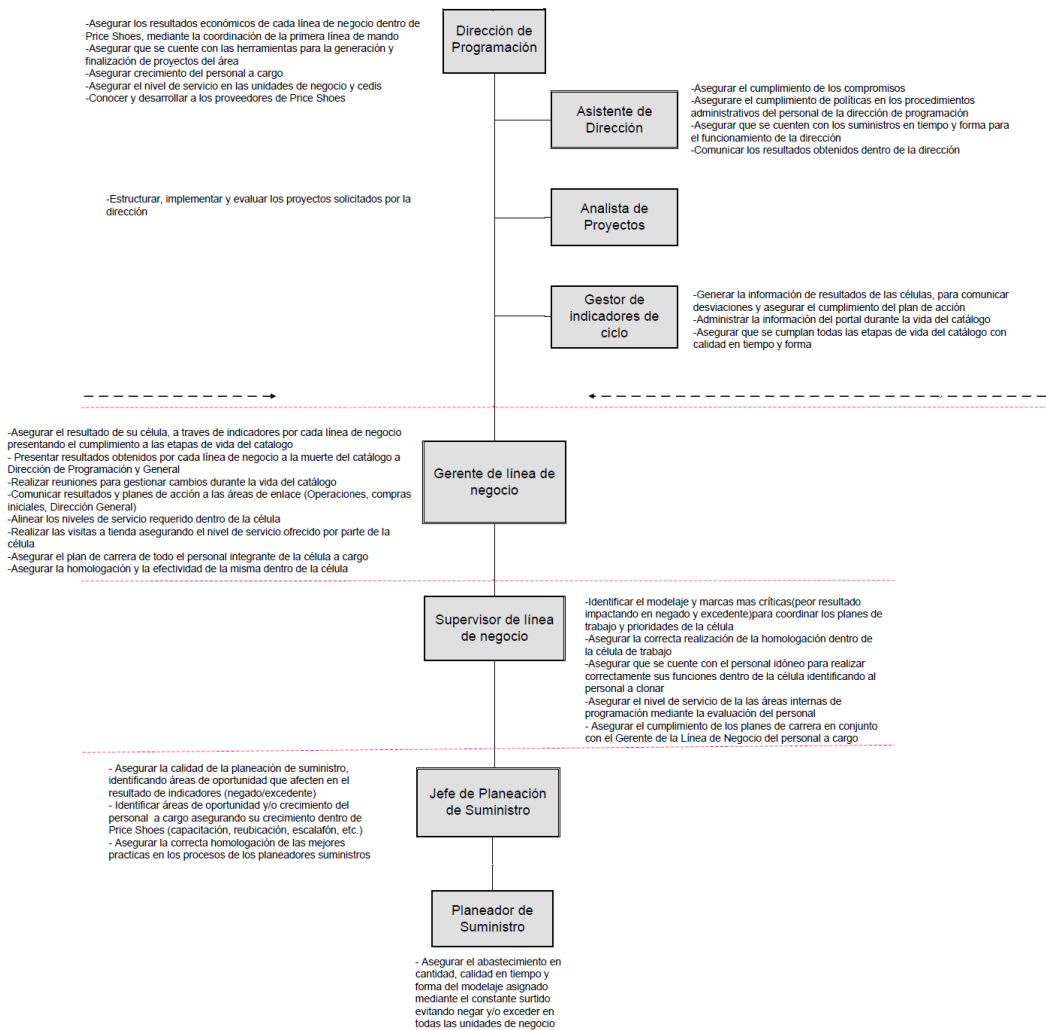 -Asegurar los resultados económicos de cada línea de negocio dentro de
Price Shoes, mediante la coordinación de la primera línea de mando
-Asegurar que se cuente con las herramientas para la generación y
finalización de proyectos del área
-Asegurar crecimiento del personal a cargo
-Asegurar el nivel de servicio en las unidades de negocio y cedis
-Conocer y desarrollar a los proveedores de Price Shoes
Dirección de
Programación
Asistente de
Dirección
-Asegurar el cumplimiento de los compromisos
-Asegurare el cumplimiento de políticas en los procedimientos
administrativos del personal de la dirección de programación
-Asegurar que se cuenten con los suministros en tiempo y forma para
el funcionamiento de la dirección
-Comunicar los resultados obtenidos dentro de la dirección
-Estructurar, implementar y evaluar los proyectos solicitados por la
dirección
Analista de
Proyectos
Gestor de
indicadores de
ciclo
-Generar la información de resultados de las células, para comunicar
desviaciones y asegurar el cumplimiento del plan de acción
-Administrar la información del portal durante la vida del catálogo
-Asegurar que se cumplan todas las etapas de vida del catálogo con
calidad en tiempo y forma
-Asegurar el resultado de su célula, a traves de indicadores por cada línea de negocio
presentando el cumplimiento a las etapas de vida del catalogo
- Presentar resultados obtenidos por cada línea de negocio a la muerte del catálogo a
Dirección de Programación y General
-Realizar reuniones para gestionar cambios durante la vida del catálogo
-Comunicar resultados y planes de acción a las áreas de enlace (Operaciones, compras
iniciales, Dirección General)
-Alinear los niveles de servicio requerido dentro de la célula
-Realizar las visitas a tienda asegurando el nivel de servicio ofrecido por parte de la
célula
-Asegurar el plan de carrera de todo el personal integrante de la célula a cargo
-Asegurar la homologación y la efectividad de la misma dentro de la célula
Gerente de línea de
negocio
Supervisor de línea
de negocio
-Identificar el modelaje y marcas mas críticas(peor resultado
impactando en negado y excedente)para coordinar los planes de
trabajo y prioridades de la célula
-Asegurar la correcta realización de la homologación dentro de
la célula de trabajo
-Asegurar que se cuente con el personal idóneo para realizar
correctamente sus funciones dentro de la célula identificando al
personal a clonar
-Asegurar el nivel de servicio de la las áreas internas de
programación mediante la evaluación del personal
- Asegurar el cumplimiento de los planes de carrera en conjunto
con el Gerente de la Línea de Negocio del personal a cargo
- Asegurar la calidad de la planeación de suministro,
identificando áreas de oportunidad que afecten en el
resultado de indicadores (negado/excedente)
- Identificar áreas de oportunidad y/o crecimiento del
personal a cargo asegurando su crecimiento dentro de
Price Shoes (capacitación, reubicación, escalafón, etc.)
- Asegurar la correcta homologación de las mejores
practicas en los procesos de los planeadores suministros
Jefe de Planeación
de Suministro
Planeador de
Suministro
- Asegurar el abastecimiento en
cantidad, calidad en tiempo y
forma del modelaje asignado
mediante el constante surtido
evitando negar y/o exceder en
todas las unidades de negocio